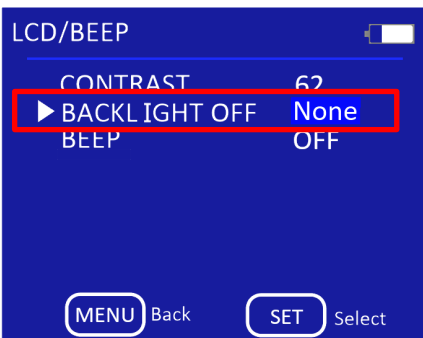 LCD/BEEP
CONTRAST 62
BACKLIGHT OFF None
BEEP OFF
MENU Back SET Select